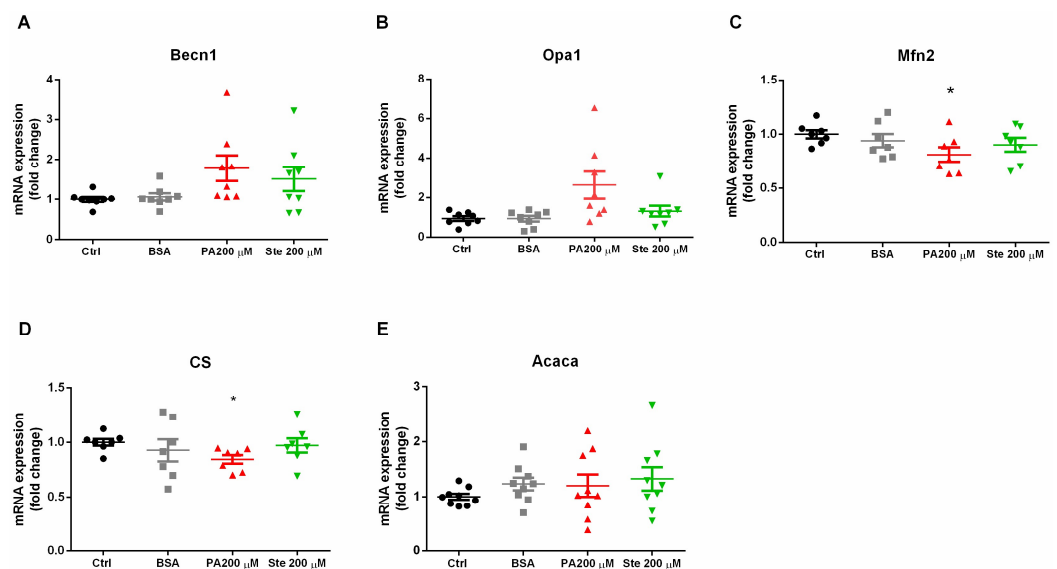 A
Becn1
mRNA expression
(fold change)
4
3
2
1
0
Ctrl
BSA
PA200 μM
Ste 200 μM
B
Opa1
mRNA expression
(fold change)
8
6
4
2
0
Ctrl
BSA
PA200 μM
Ste 200 μM
C
Mfn2
mRNA expression
(fold change)
1.5
1.0
0.5
0.0
*
Ctrl
BSA
PA200 μM
Ste 200 μM
D
CS
mRNA expression
(fold change)
1.5
1.0
0.5
0.0
*
Ctrl
BSA
PA200 μM
Ste 200 μM
E
Acaca
mRNA expression
(fold change)
3
2
1
0
Ctrl
BSA
PA200 μM
Ste 200 μM